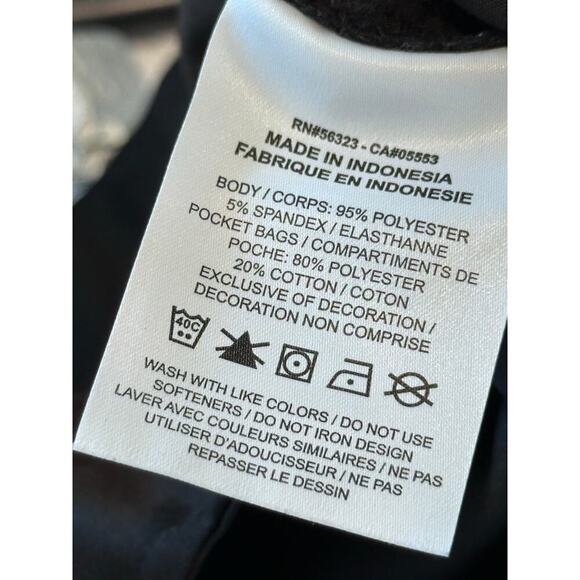 RN#56323 - CA#05553
MADE IN INDONESIA
FABRIQUE EN INDONESIE
BODY / CORPS: 95% POLYESTER
5% SPANDEX / ELASTHANNE
POCKET BAGS / COMPARTIMENTS DE
POCHE: 80% POLYESTER
20% COTTON / COTON
EXCLUSIVE OF DECORATION /
DECORATION NON COMPRISE
40C
WASH WITH LIKE COLORS / DO NOT USE
SOFTENERS / DO NOT IRON DESIGN
LAVER AVEC COULEURS SIMILAIRES / NE PAS
UTILISER D'ADOUCISSEUR / NE PAS
REPASSER LE DESSIN